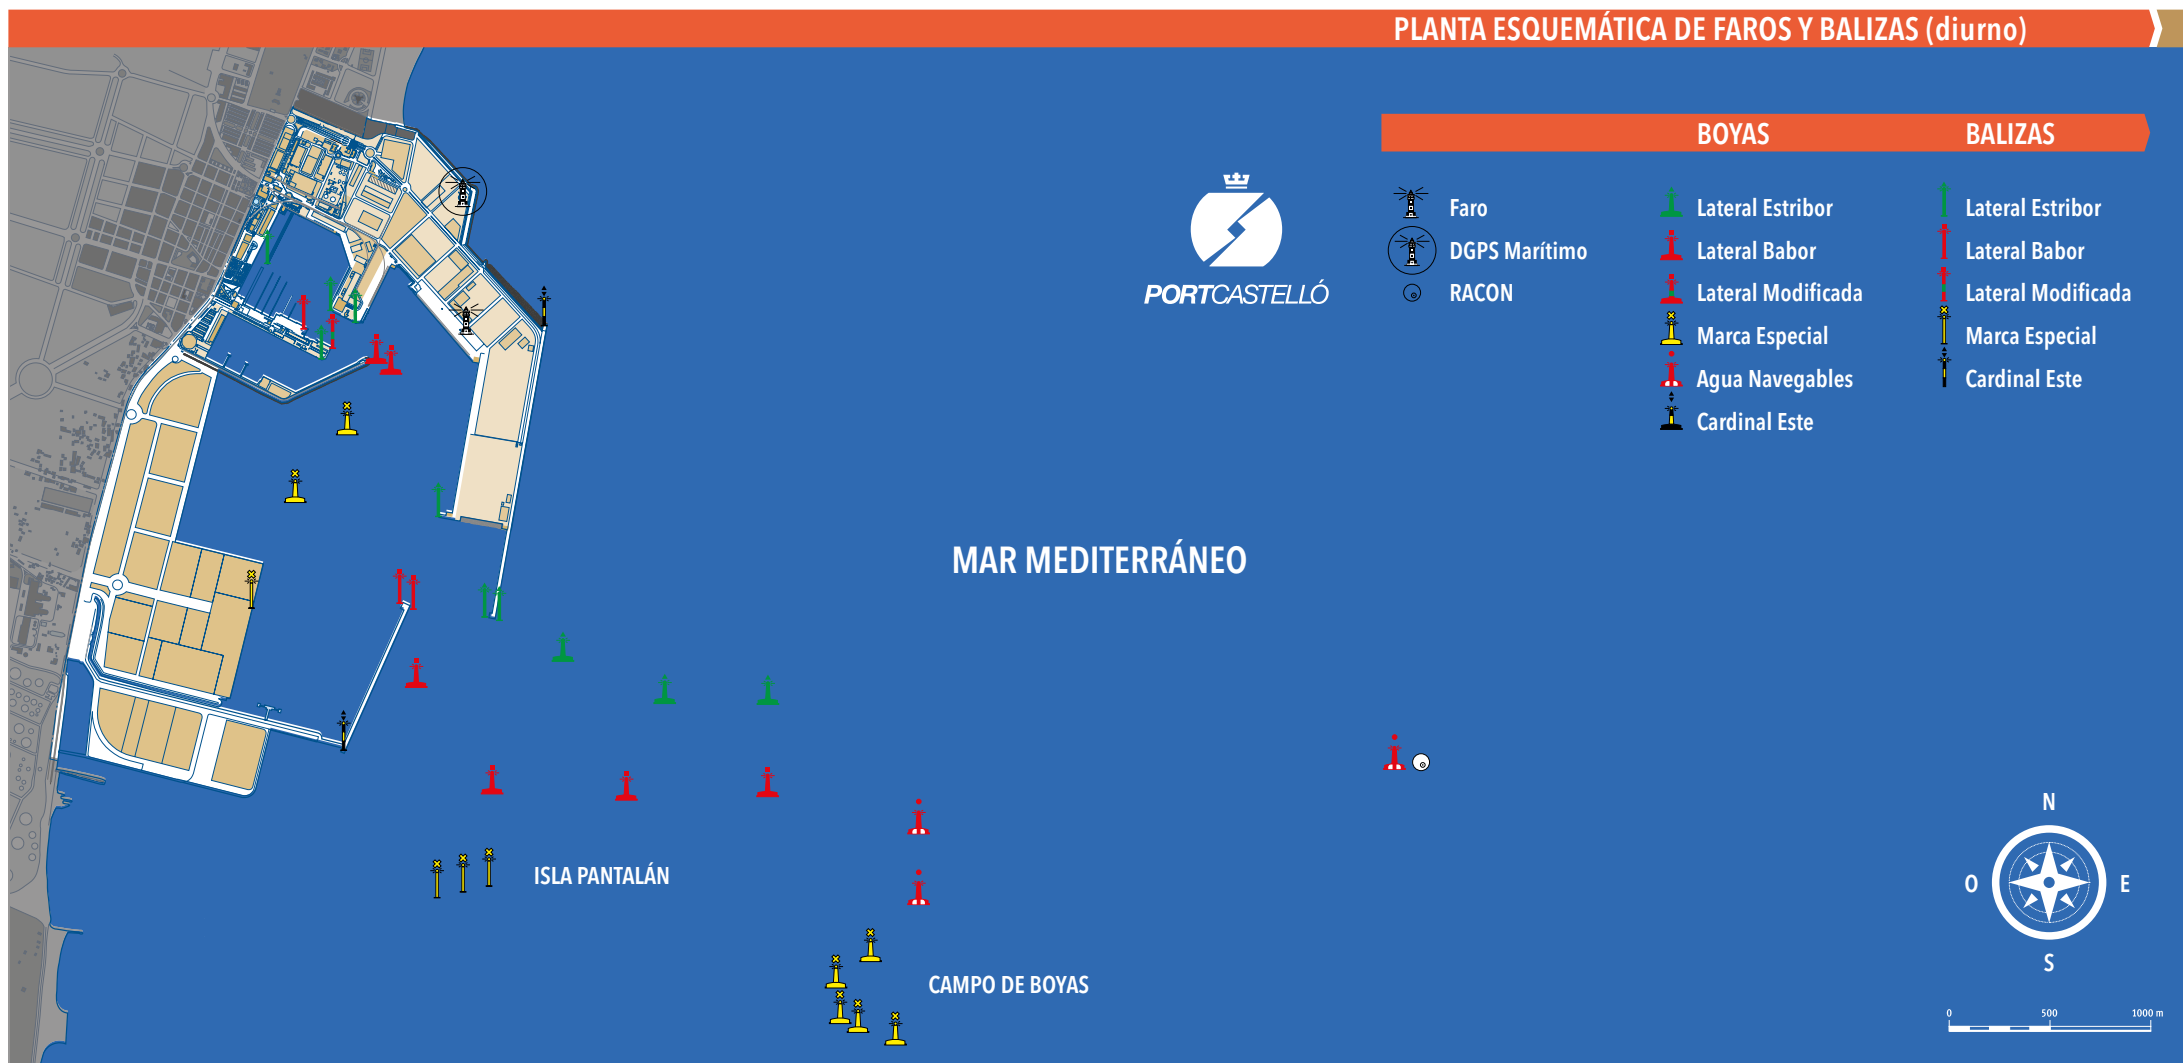 PLANTA ESQUEMÁTICA DE FAROS Y BALIZAS (diurno)
BOYAS
BALIZAS
Faro
DGPS Marítimo
RACON
Lateral Estribor
Lateral Babor
Lateral Modificada
Marca Especial
Agua Navegables
Cardinal Este
Lateral Estribor
Lateral Babor
Lateral Modificada
Marca Especial
Cardinal Este
PORTCASTELLÓ
MAR MEDITERRÁNEO
ISLA PANTALÁN
CAMPO DE BOYAS
N
O
E
S
0 500 1000 m